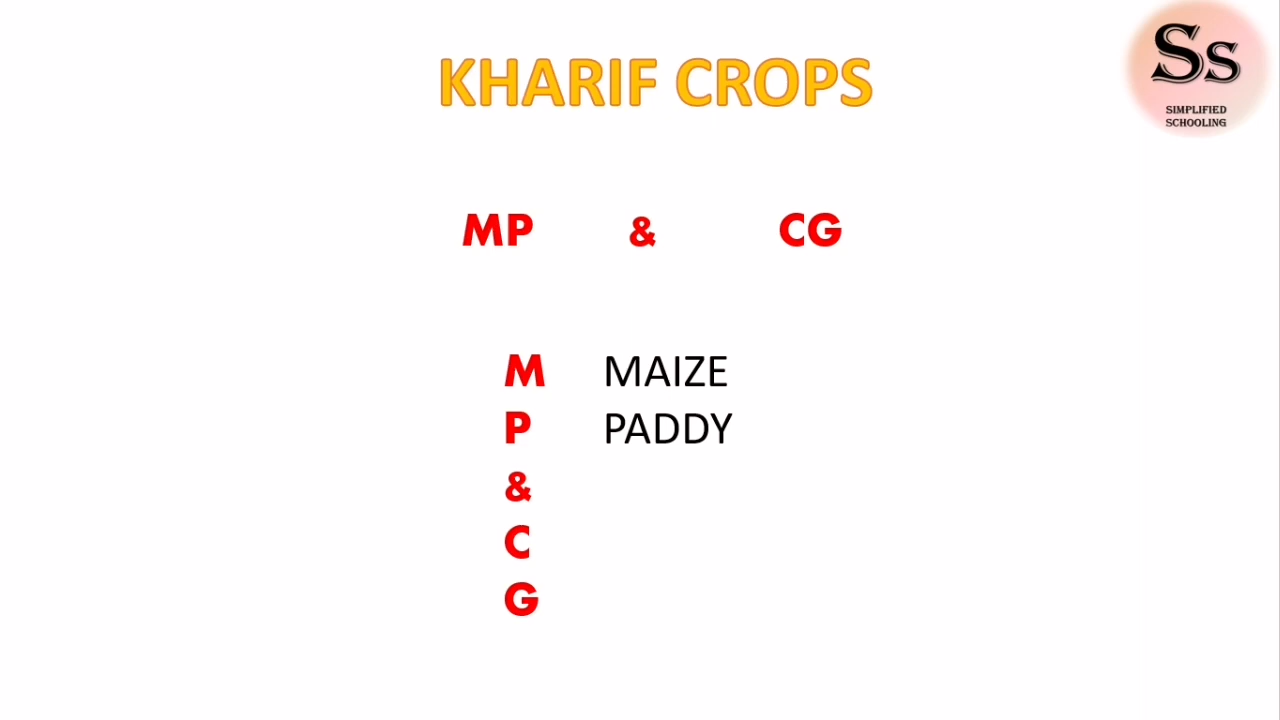 Ss
SIMPLIFIED
SCHOOLING
KHARIF CROPS
MP & CG
M MAIZE
P PADDY
&
C
G